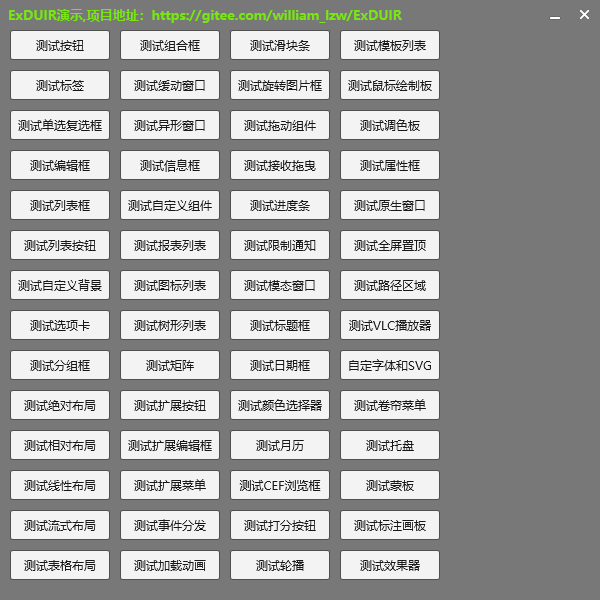 ExDUIR演示,项目地址：https://gitee.com/william_lzw/ExDUIR
测试按钮 测试组合框 测试滑块条 测试模板列表
测试标签 测试缓动窗口 测试旋转图片框 测试鼠标绘制板
测试单选复选框 测试异形窗口 测试拖动组件 测试调色板
测试编辑框 测试信息框 测试接收拖曳 测试属性框
测试列表框 测试自定义组件 测试进度条 测试原生窗口
测试列表按钮 测试报表列表 测试限制通知 测试全屏置顶
测试自定义背景 测试图标列表 测试模态窗口 测试路径区域
测试选项卡 测试树形列表 测试标题框 测试VLC播放器
测试分组框 测试矩阵 测试日期框 自定字体和SVG
测试绝对布局 测试扩展按钮 测试颜色选择器 测试卷帘菜单
测试相对布局 测试扩展编辑框 测试月历 测试托盘
测试线性布局 测试扩展菜单 测试CEF浏览框 测试蒙板
测试流式布局 测试事件分发 测试打分按钮 测试标注画板
测试表格布局 测试加载动画 测试轮播 测试效果器